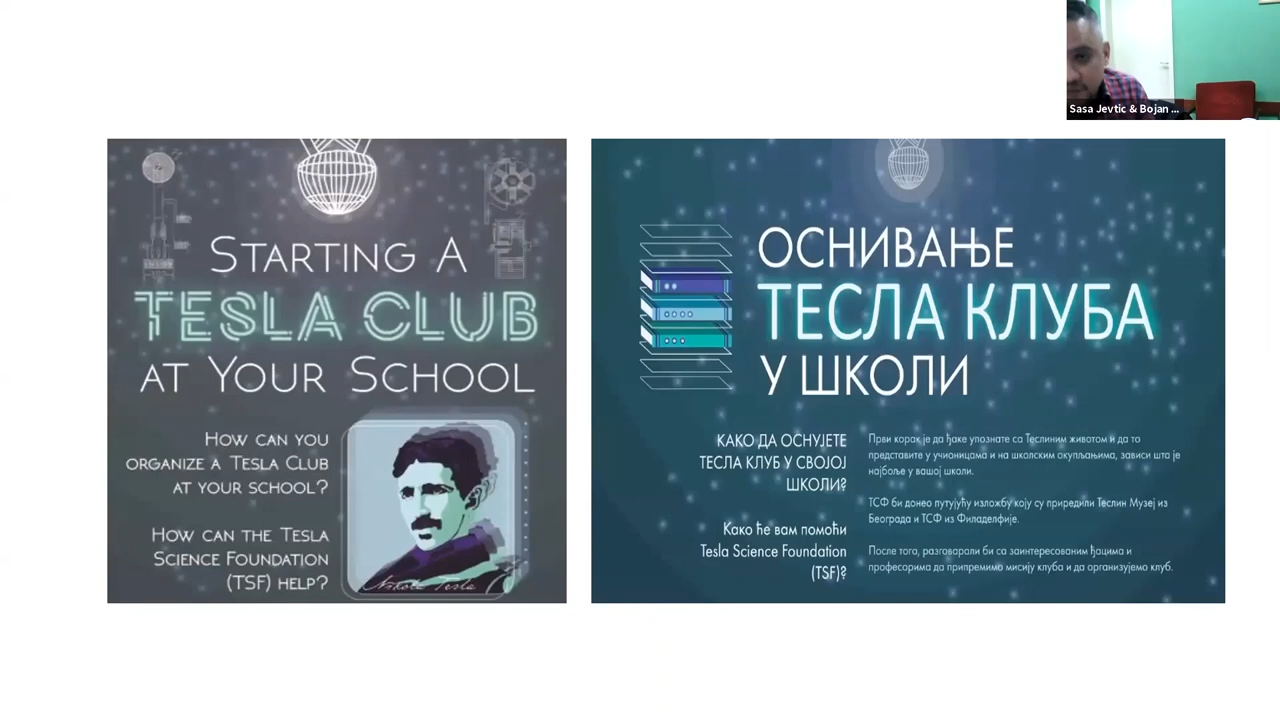 Sasa Jevtic & Bojan ...
STARTING A
TESLA CLUB
AT YOUR SCHOOL
HOW CAN YOU
ORGANIZE A TESLA CLUB
AT YOUR SCHOOL?
HOW CAN THE TESLA
SCIENCE FOUNDATION
(TSF) HELP?
Nikola Tesla
ОСНИВАЊЕ
ТЕСЛА КЛУБА
У ШКОЛИ
КАКО ДА ОСНУЈЕТЕ
ТЕСЛА КЛУБ У СВОЈОЈ
ШКОЛИ?
Како ће вам помоћи
Tesla Science Foundation
(TSF)?
Први корак је да ђаке упознате са Теслиним животом и да то
представите у учионицама и на школским окупљањима, зависи шта је
најбоље у вашој школи.
ТСФ би донео путујућу изложбу коју су приредили Теслин Музеј из
Београда и ТСФ из Филаделфије.
После тога, разговарали би са заинтересованим ђацима и
професорима да припремимо мисију клуба и да организујемо клуб.